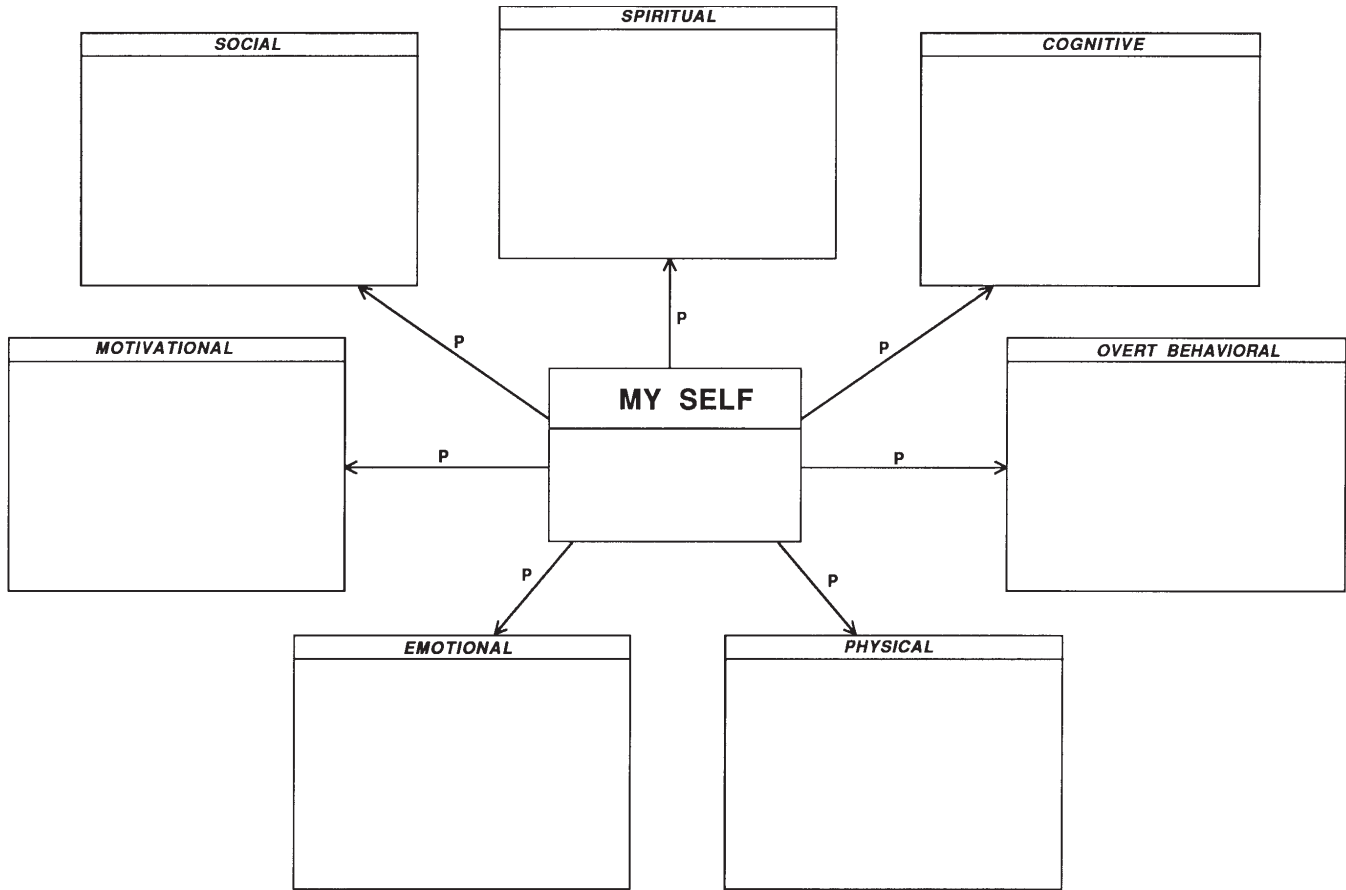 SPIRITUAL
SOCIAL
COGNITIVE
P
P
P
MOTIVATIONAL
OVERT BEHAVIORAL
MY SELF
P
P
P
P
EMOTIONAL
PHYSICAL